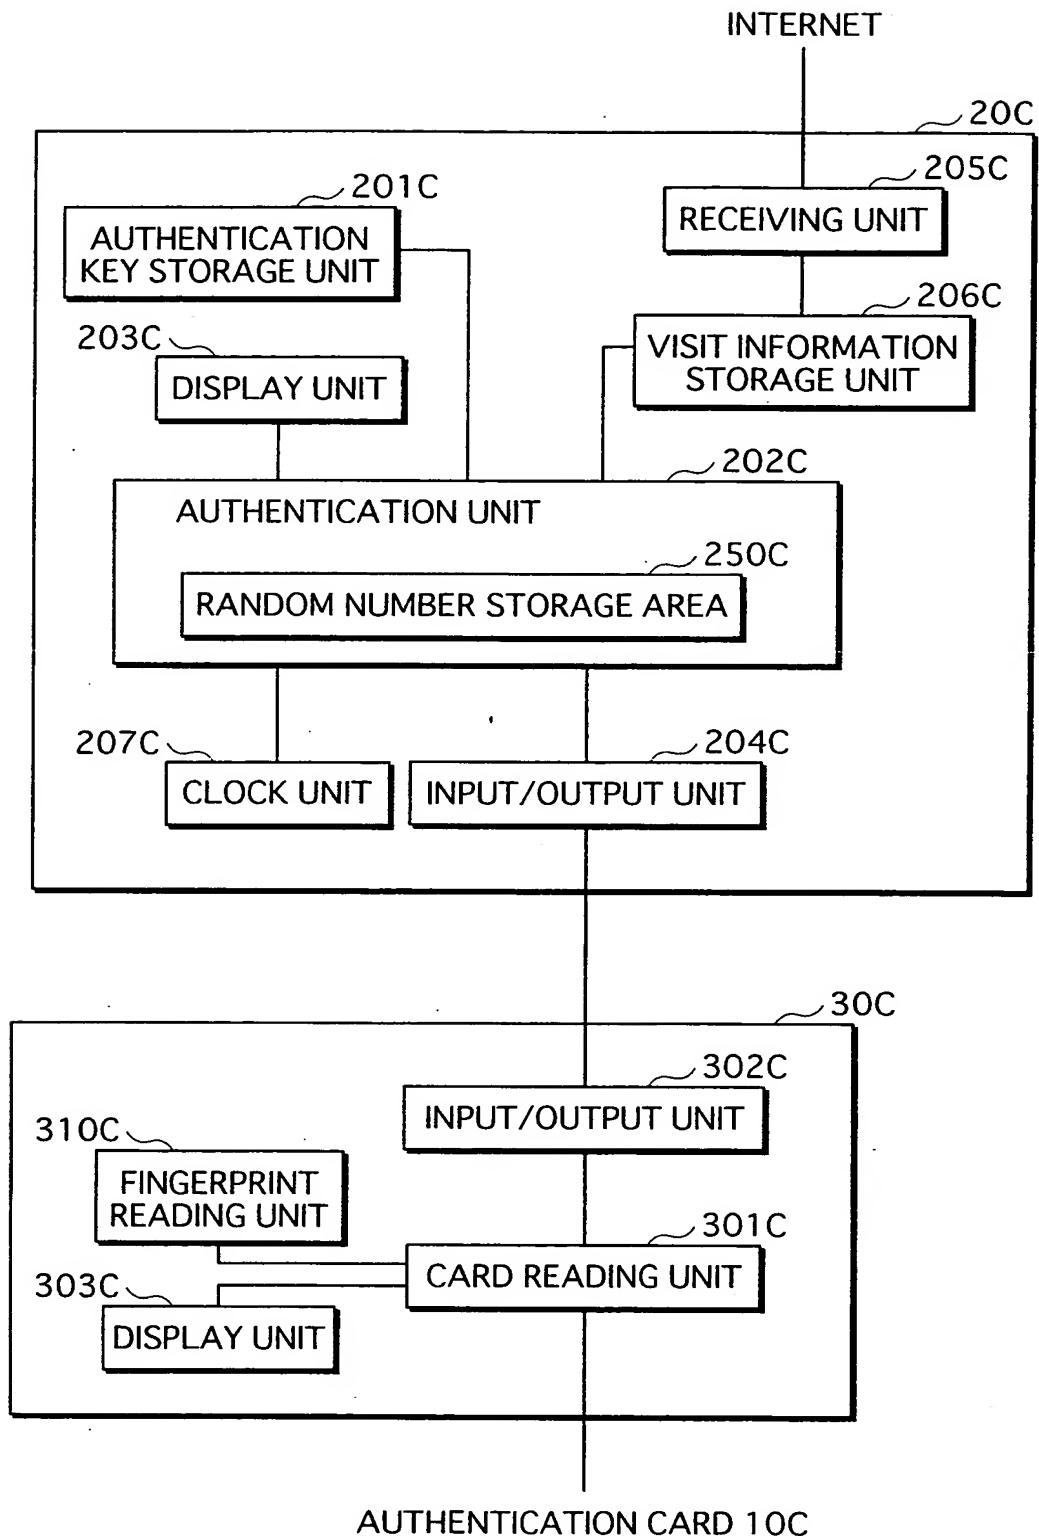 INTERNET
20C
201C
205C
AUTHENTICATION
KEY STORAGE UNIT
RECEIVING UNIT
206C
203C
VISIT INFORMATION
STORAGE UNIT
DISPLAY UNIT
202C
AUTHENTICATION UNIT
250C
RANDOM NUMBER STORAGE AREA
207C
204C
CLOCK UNIT
INPUT/OUTPUT UNIT
30C
302C
INPUT/OUTPUT UNIT
310C
FINGERPRINT
READING UNIT
301C
CARD READING UNIT
303C
DISPLAY UNIT
AUTHENTICATION CARD 10C